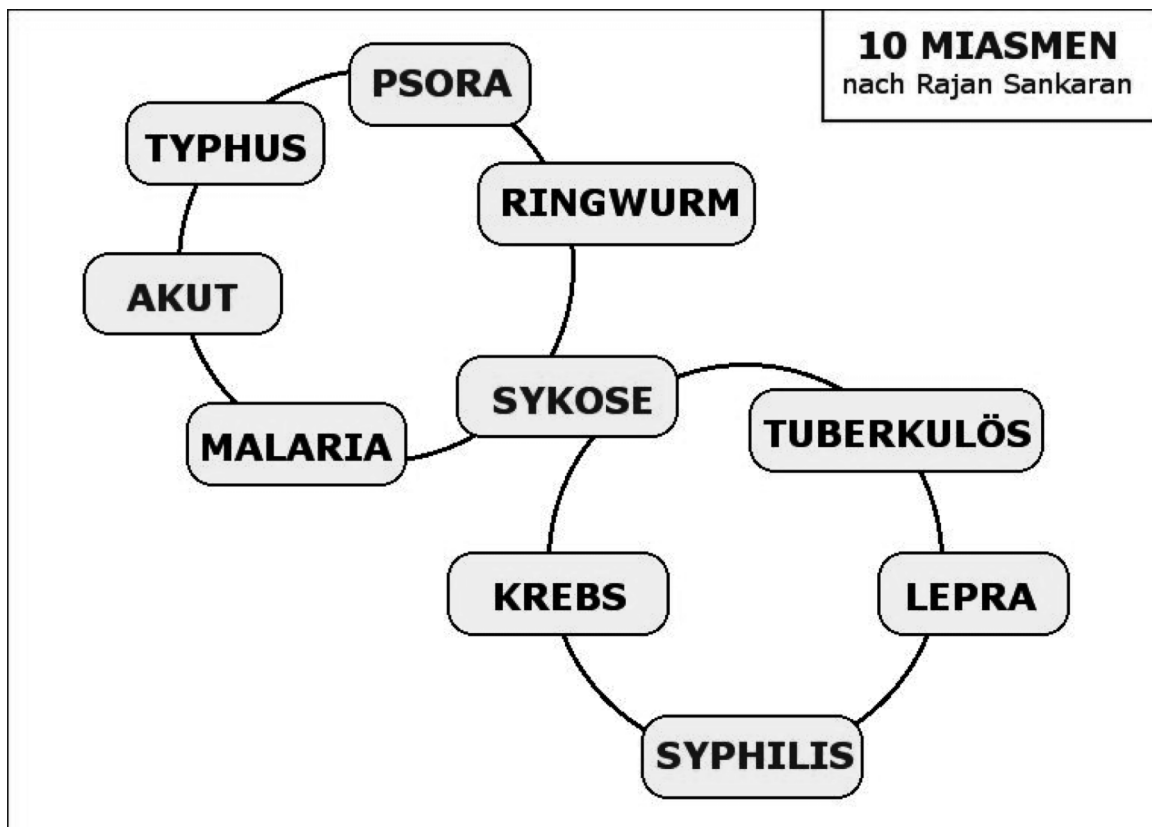 10 MIASMEN
nach Rajan Sankaran
PSORA
TYPHUS
RINGWURM
AKUT
SYKOSE
MALARIA
TUBERKULÖS
KREBS
LEPRA
SYPHILIS